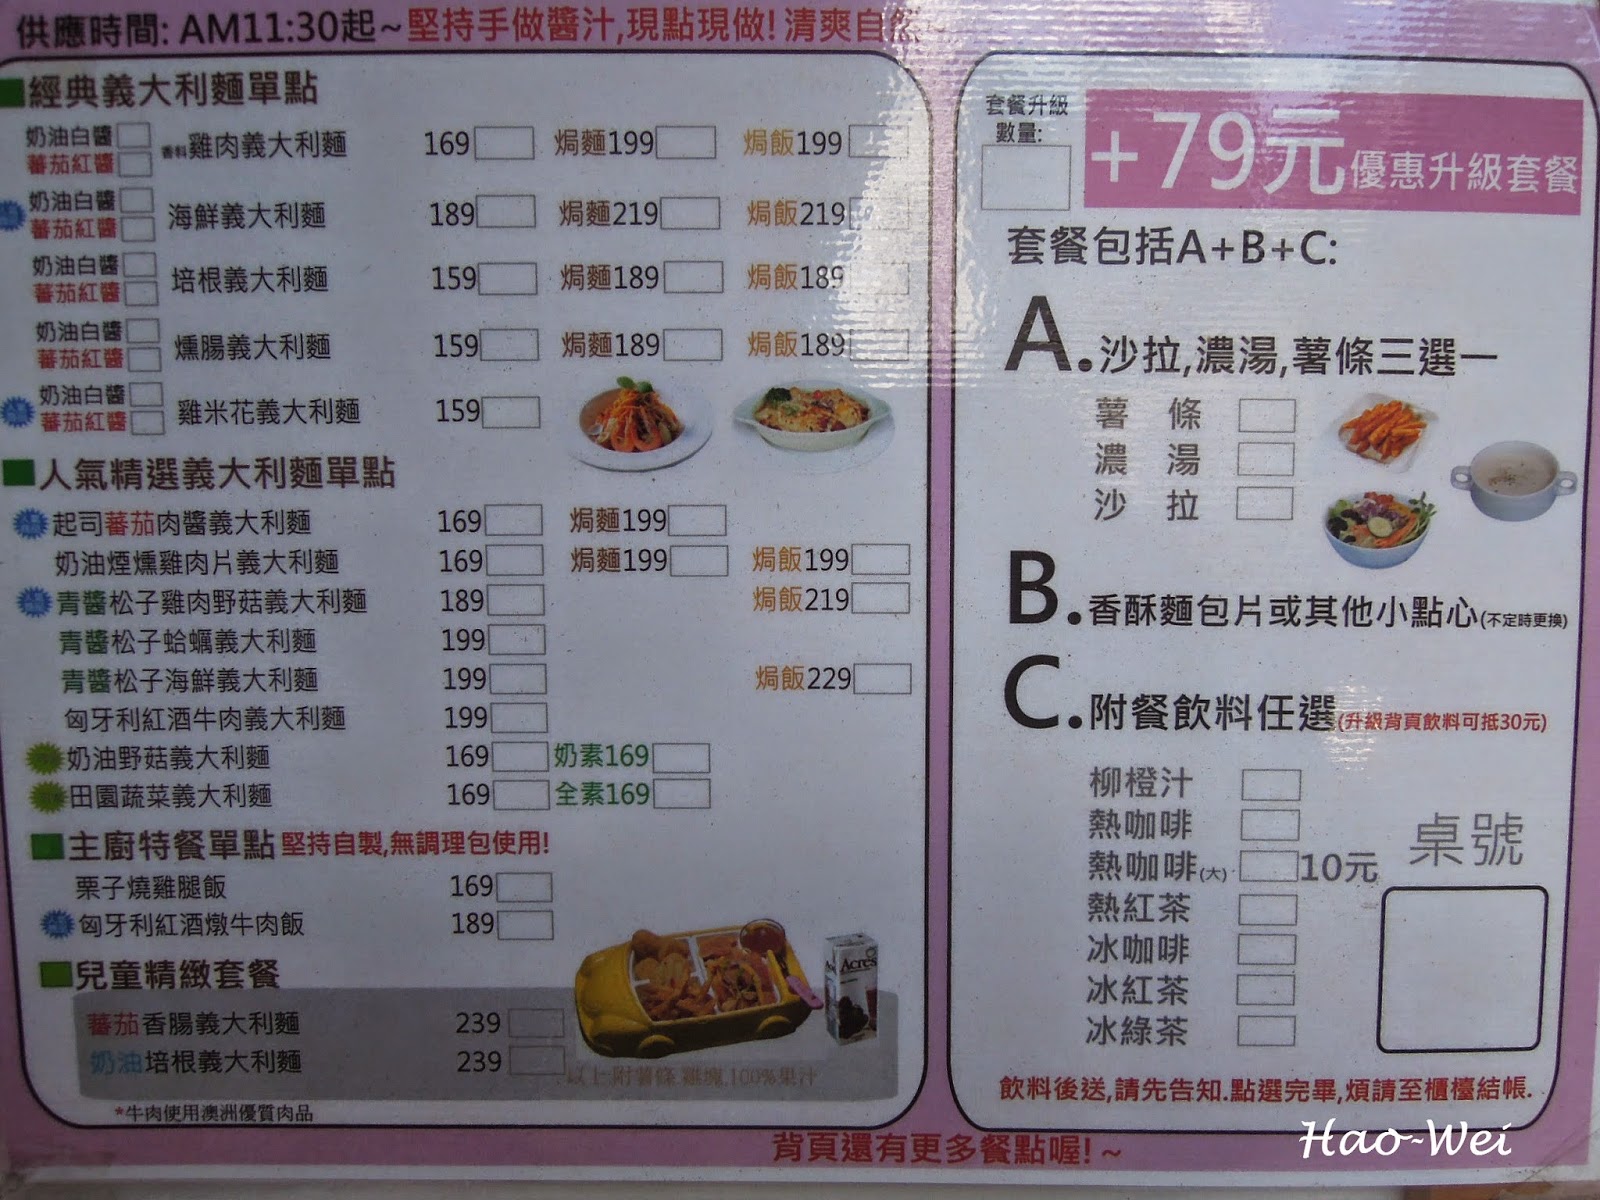 供應時間: AM11:30起~堅持手做醬汁,現點現做! 清爽自然~
經典義大利麵單點
奶油白醬
蕃茄紅醬
香料雞肉義大利麵 169 焗麵199 焗飯199
奶油白醬
蕃茄紅醬
海鮮義大利麵 189 焗麵219 焗飯219
奶油白醬
蕃茄紅醬
培根義大利麵 159 焗麵189 焗飯189
奶油白醬
蕃茄紅醬
燻腸義大利麵 159 焗麵189 焗飯189
奶油白醬
蕃茄紅醬
雞米花義大利麵 159
人氣精選義大利麵單點
起司蕃茄肉醬義大利麵 169 焗麵199
奶油煙燻雞肉片義大利麵 169 焗麵199 焗飯199
青醬松子雞肉野菇義大利麵 189 焗飯219
青醬松子蛤蠣義大利麵 199
青醬松子海鮮義大利麵 199 焗飯229
匈牙利紅酒牛肉義大利麵 199
奶油野菇義大利麵 169 奶素169
田園蔬菜義大利麵 169 全素169
主廚特餐單點 堅持自製,無調理包使用!
栗子燒雞腿飯 169
匈牙利紅酒燉牛肉飯 189
兒童精緻套餐
蕃茄香腸義大利麵 239
奶油培根義大利麵 239
以上附薯條.雞塊.100%果汁
*牛肉使用澳洲優質肉品
Acres
套餐升級
數量:
+79元優惠升級套餐
套餐包括A+B+C:
A.沙拉,濃湯,薯條三選一
薯條
濃湯
沙拉
B.香酥麵包片或其他小點心(不定時更換)
C.附餐飲料任選(升級背頁飲料可抵30元)
柳橙汁
熱咖啡
熱咖啡(大) 10元
熱紅茶
冰咖啡
冰紅茶
冰綠茶
桌號
飲料後送,請先告知.點選完畢,煩請至櫃檯結帳.
背頁還有更多餐點喔!~
Hao~Wei